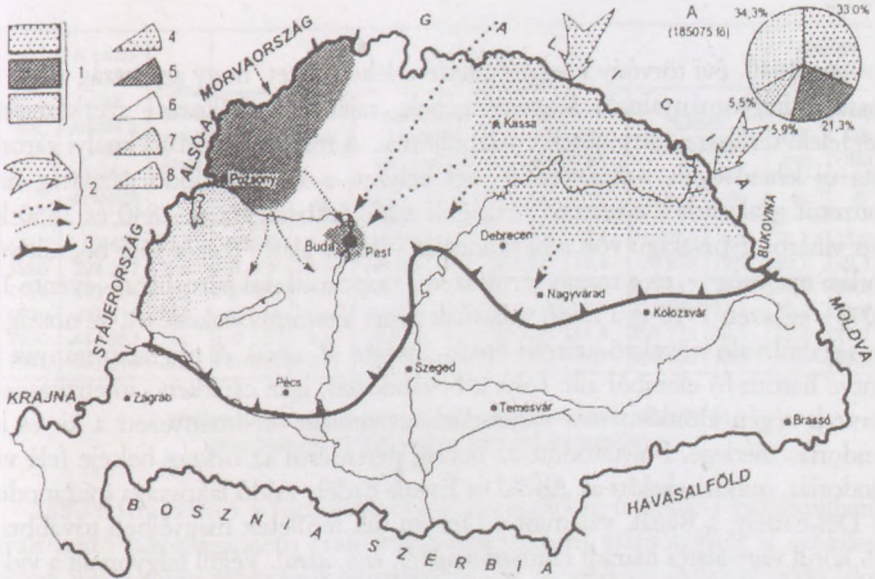 A
(185075 fő)
34,3%
33,0%
5,8%
5,9%
21,1%
1
2
3
4
5
6
7
8
G
A
C
I
A
MORVAORSZÁG
ALSÓ-A.
STÁJERORSZÁG
KRAJNA
BUKOVINA
MOLDVA
HAVASALFÖLD
BOSZNIA
SZERBIA
Kassa
Pozsony
Buda
Pest
Debrecen
Nagyvárad
Kolozsvár
Szeged
Pécs
Zágráb
Temesvár
Brassó